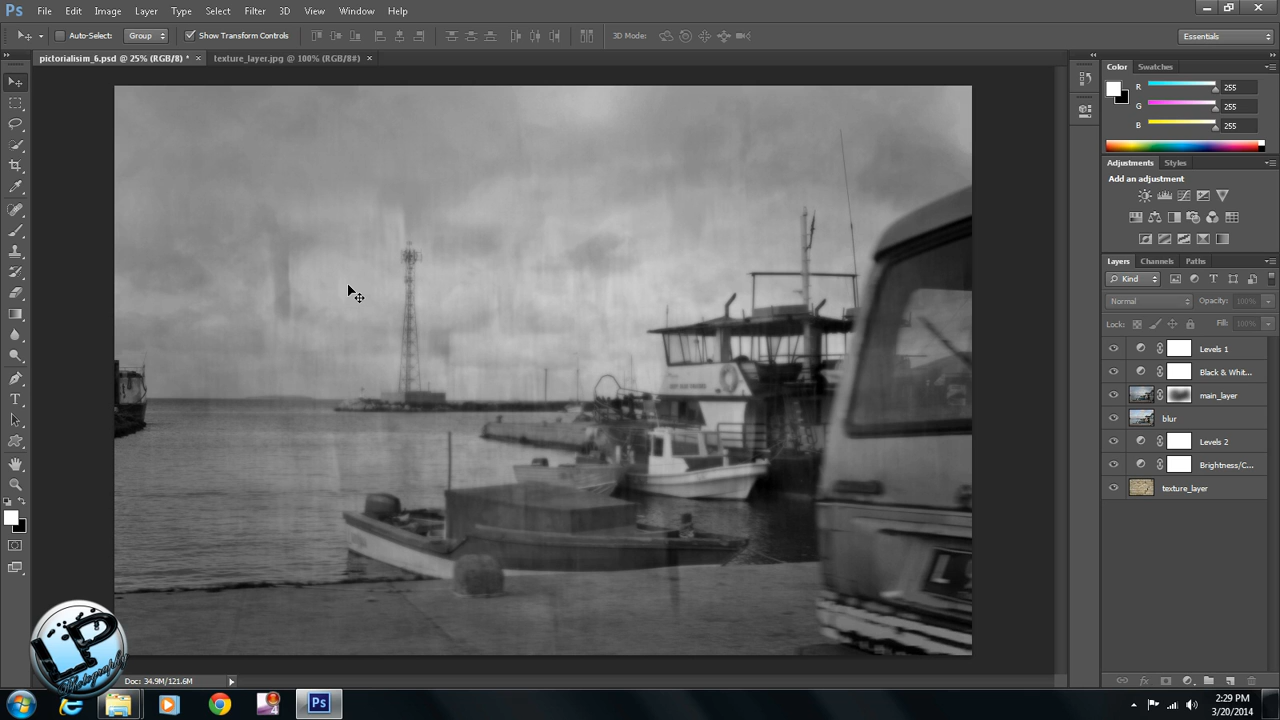 Ps File Edit Image Layer Type Select Filter 3D View Window Help
Auto-Select: Group Show Transform Controls 3D Mode: Essentials
pictorialisim_6.psd @ 25% (RGB/8) * × texture_layer.jpg @ 100% (RGB/8#) ×
Color Swatches
R 255
G 255
B 255
Adjustments Styles
Add an adjustment
Layers Channels Paths
Kind
Normal Opacity: 100%
Lock: Fill: 100%
Levels 1
Black & Whit...
main_layer
blur
Levels 2
Brightness/C...
texture_layer
LP
Photography
Doc: 34.9M/121.6M
Ps
2:29 PM
3/20/2014